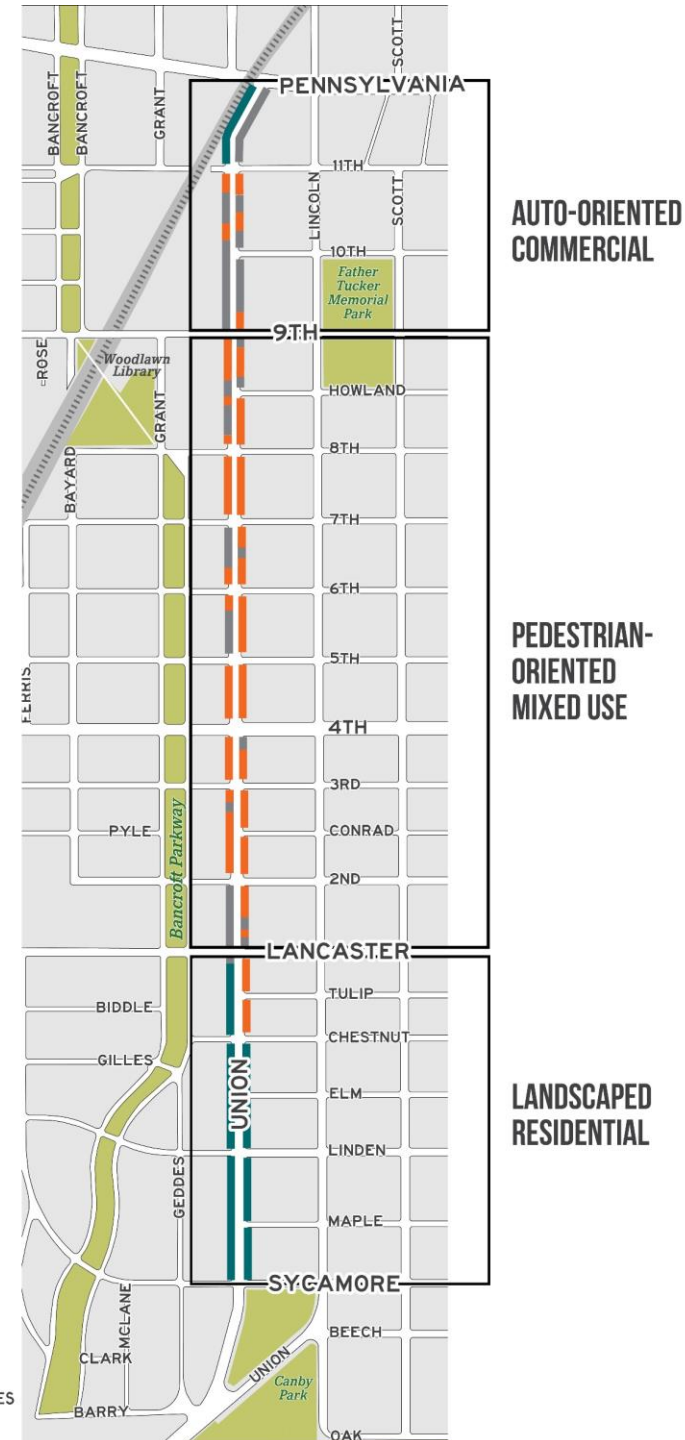 SCOTT
BANCROFT
BANCROFT
GRANT
PENNSYLVANIA
11TH
LINCOLN
SCOTT
AUTO-ORIENTED
COMMERCIAL
10TH
Father
Tucker
Memorial
Park
9TH
ROSE
Woodlawn
Library
HOWLAND
GRANT
8TH
BAYARD
7TH
6TH
PEDESTRIAN-
ORIENTED
MIXED USE
5TH
FERRIS
4TH
3RD
Bancroft Parkway
PYLE
CONRAD
2ND
LANCASTER
TULIP
BIDDLE
CHESTNUT
GILLES
UNION
ELM
LANDSCAPED
RESIDENTIAL
LINDEN
GEDDES
MAPLE
SYCAMORE
MCLANE
BEECH
CLARK
UNION
Canby
Park
ES
BARRY
OAK